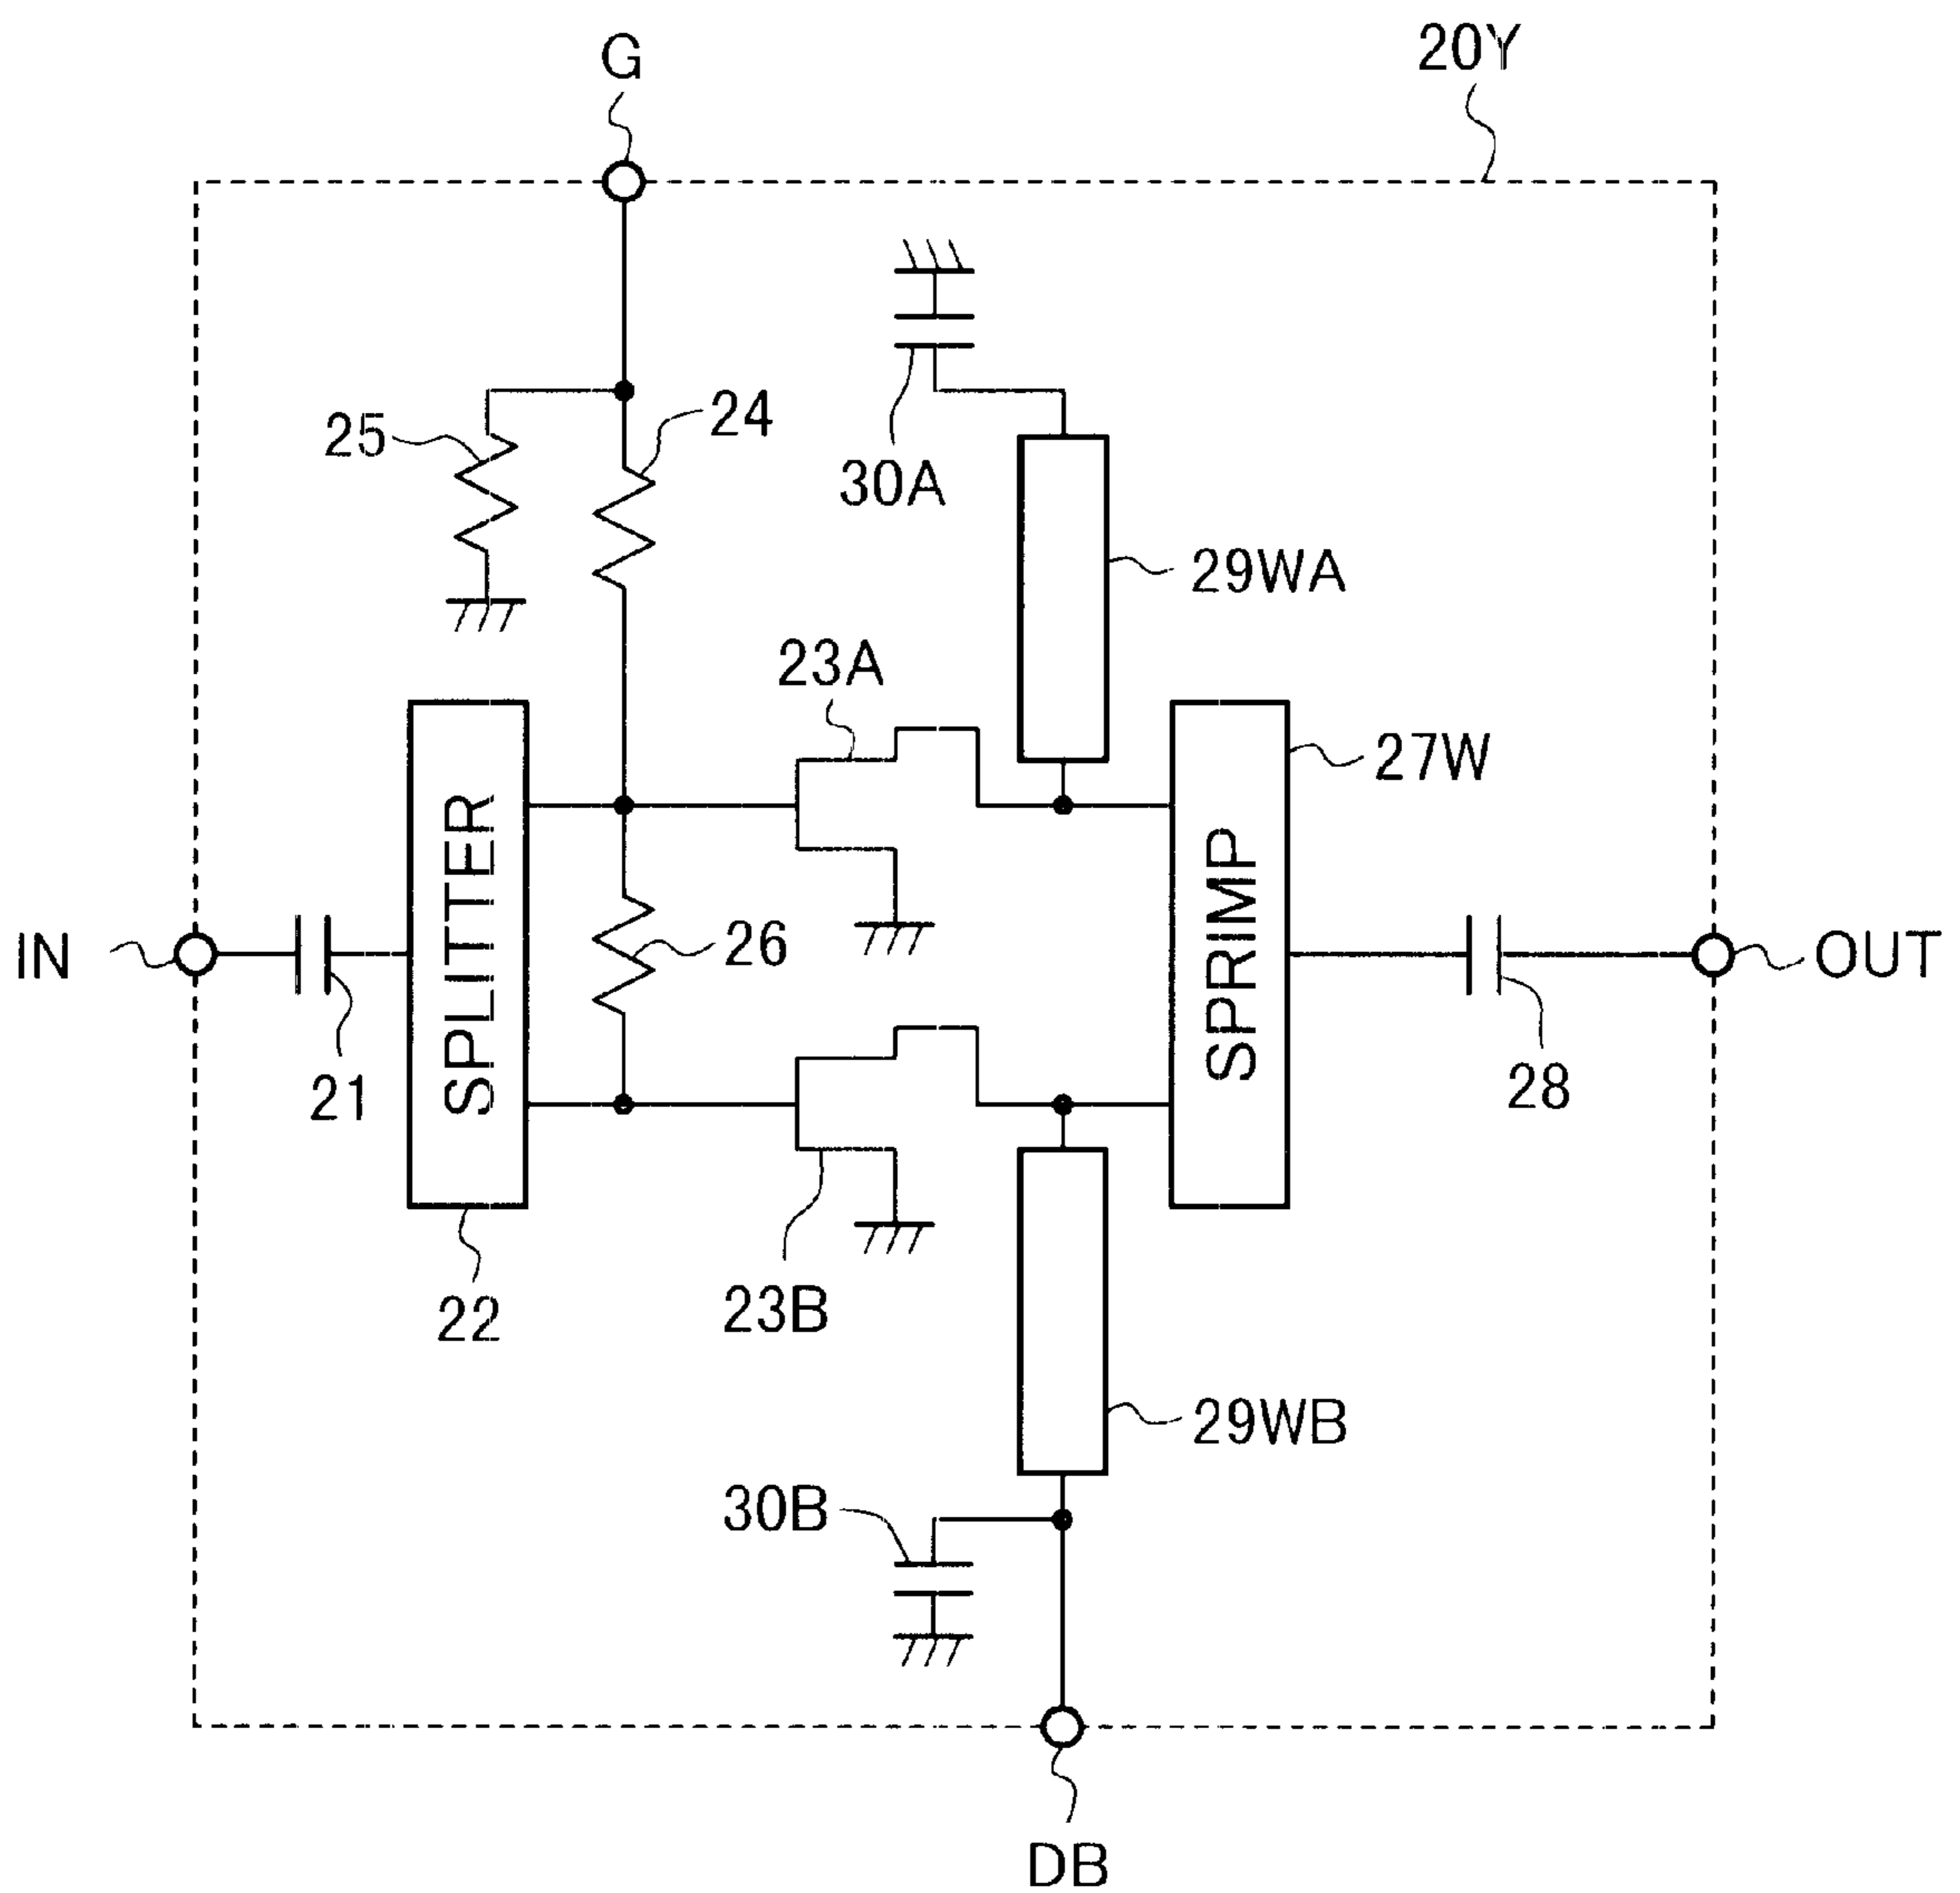 G
20Y
25
24
30A
29WA
23A
27W
SPLITTER
SPRIMP
IN
26
OUT
21
28
22
23B
29WB
30B
DB